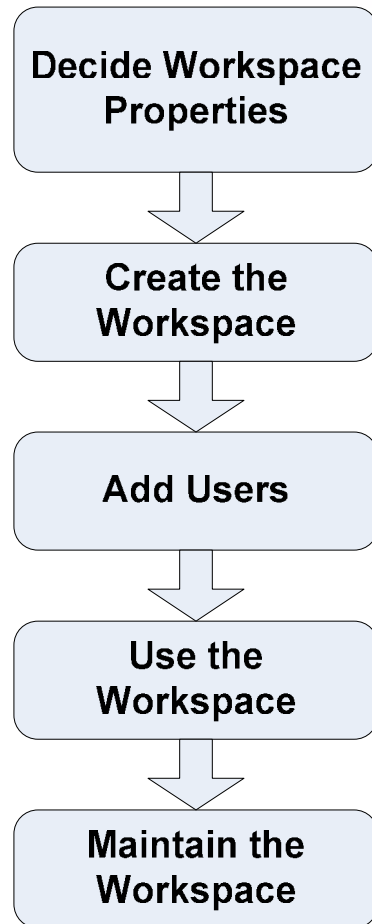 Decide Workspace
Properties
Create the
Workspace
Add Users
Use the
Workspace
Maintain the
Workspace